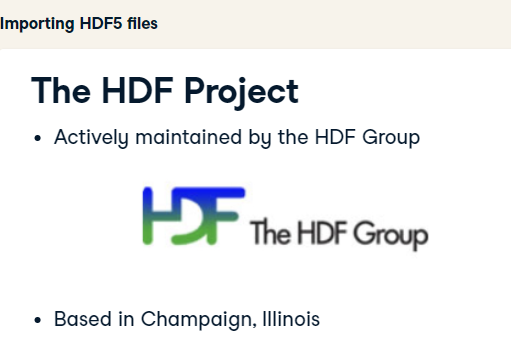 Importing HDF5 files
The HDF Project
• Actively maintained by the HDF Group
HDF The HDF Group
• Based in Champaign, Illinois